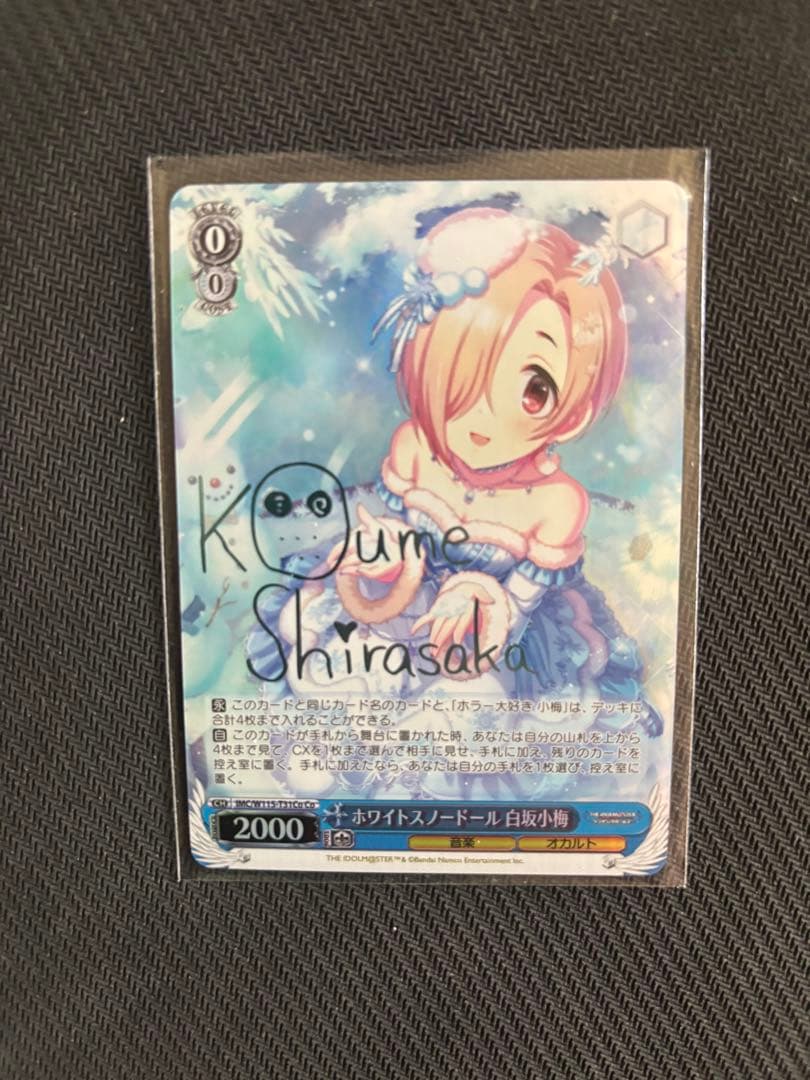 0
0
Koume
Shirasaka
永 このカードと同じカード名のカードと、「ホラー大好き 小梅」は、デッキに
合計4枚まで入れることができる。
自 このカードが手札から舞台に置かれた時、あなたは自分の山札を上から
4枚まで見て、CXを1枚まで選んで相手に見せ、手札に加え、残りのカードを
控え室に置く。手札に加えたなら、あなたは自分の手札を1枚選び、控え室に
置く。
CH IMC/W115-T31Co Co
2000
ホワイトスノードール 白坂小梅
音楽 オカルト
THE IDOLM@STER™& ©Bandai Namco Entertainment Inc.